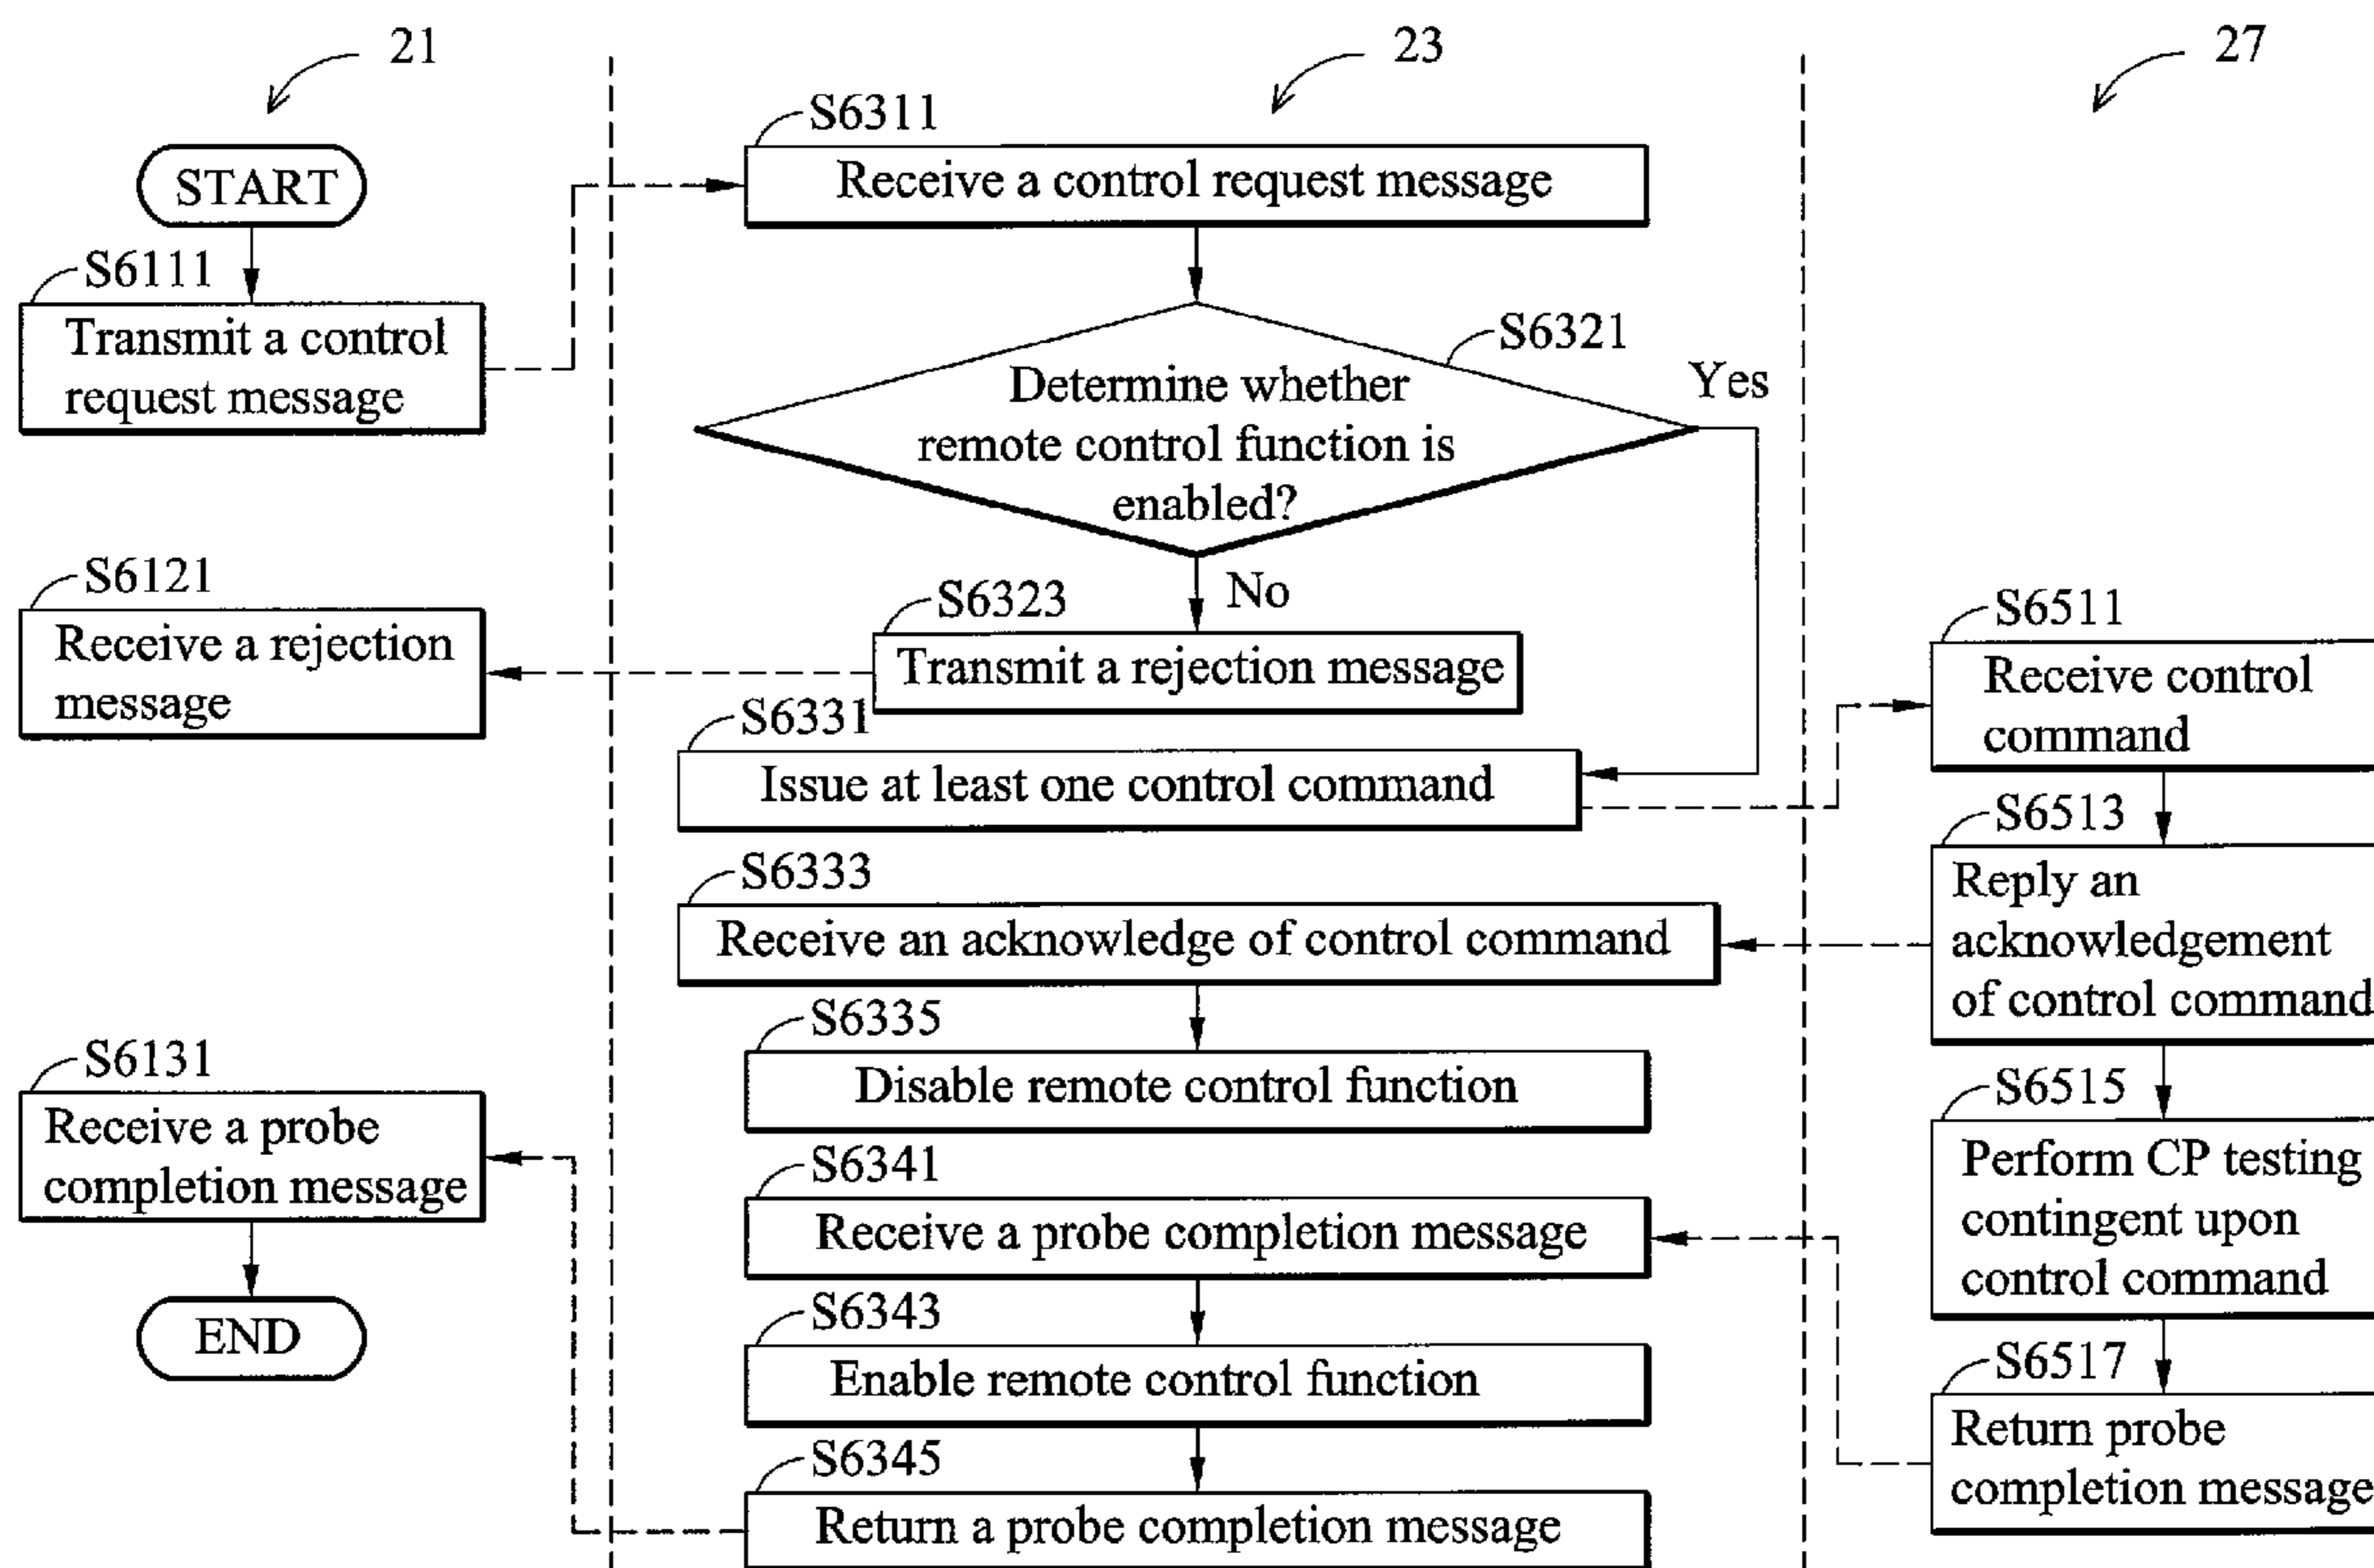 21
23
27
START
S6111
Transmit a control
request message
S6121
Receive a rejection
message
S6131
Receive a probe
completion message
END
S6311
Receive a control request message
S6321
Determine whether
remote control function is
enabled?
Yes
No
S6323
Transmit a rejection message
S6331
Issue at least one control command
S6333
Receive an acknowledge of control command
S6335
Disable remote control function
S6341
Receive a probe completion message
S6343
Enable remote control function
S6345
Return a probe completion message
S6511
Receive control
command
S6513
Reply an
acknowledgement
of control command
S6515
Perform CP testing
contingent upon
control command
S6517
Return probe
completion message